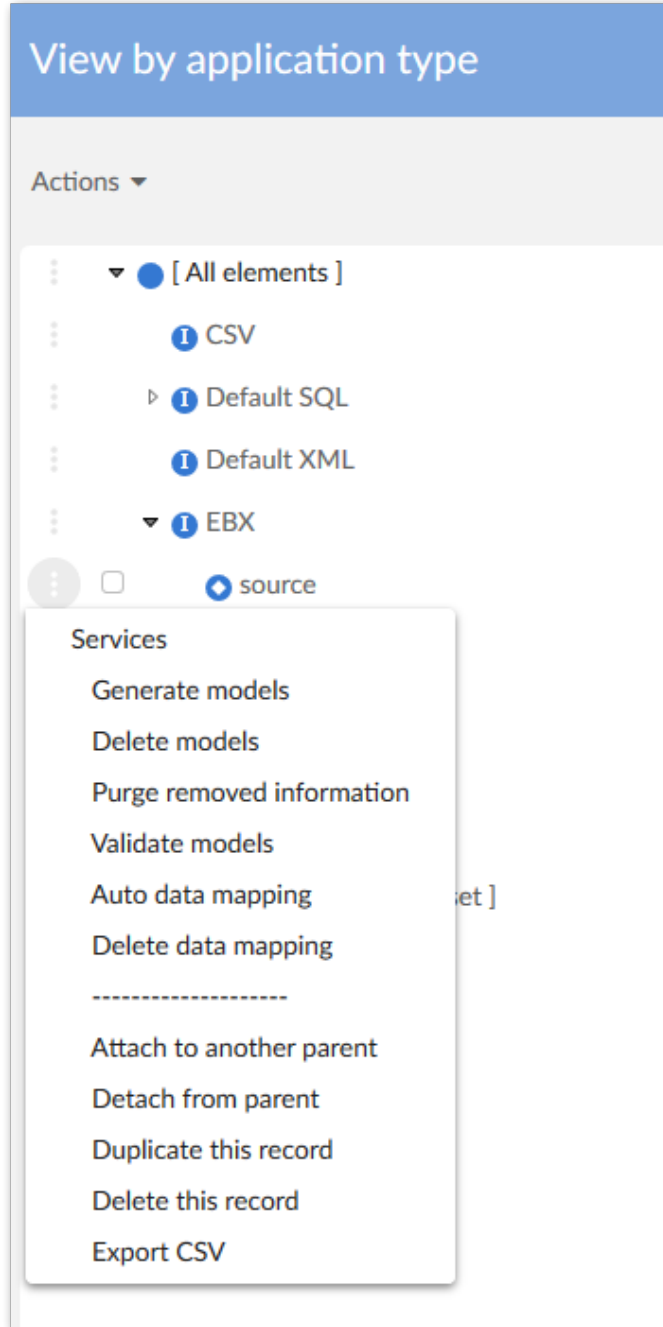 View by application type
Actions
[ All elements ]
I CSV
I Default SQL
I Default XML
I EBX
source
Services
Generate models
Delete models
Purge removed information
Validate models
Auto data mapping
set ]
Delete data mapping
--------------------
Attach to another parent
Detach from parent
Duplicate this record
Delete this record
Export CSV